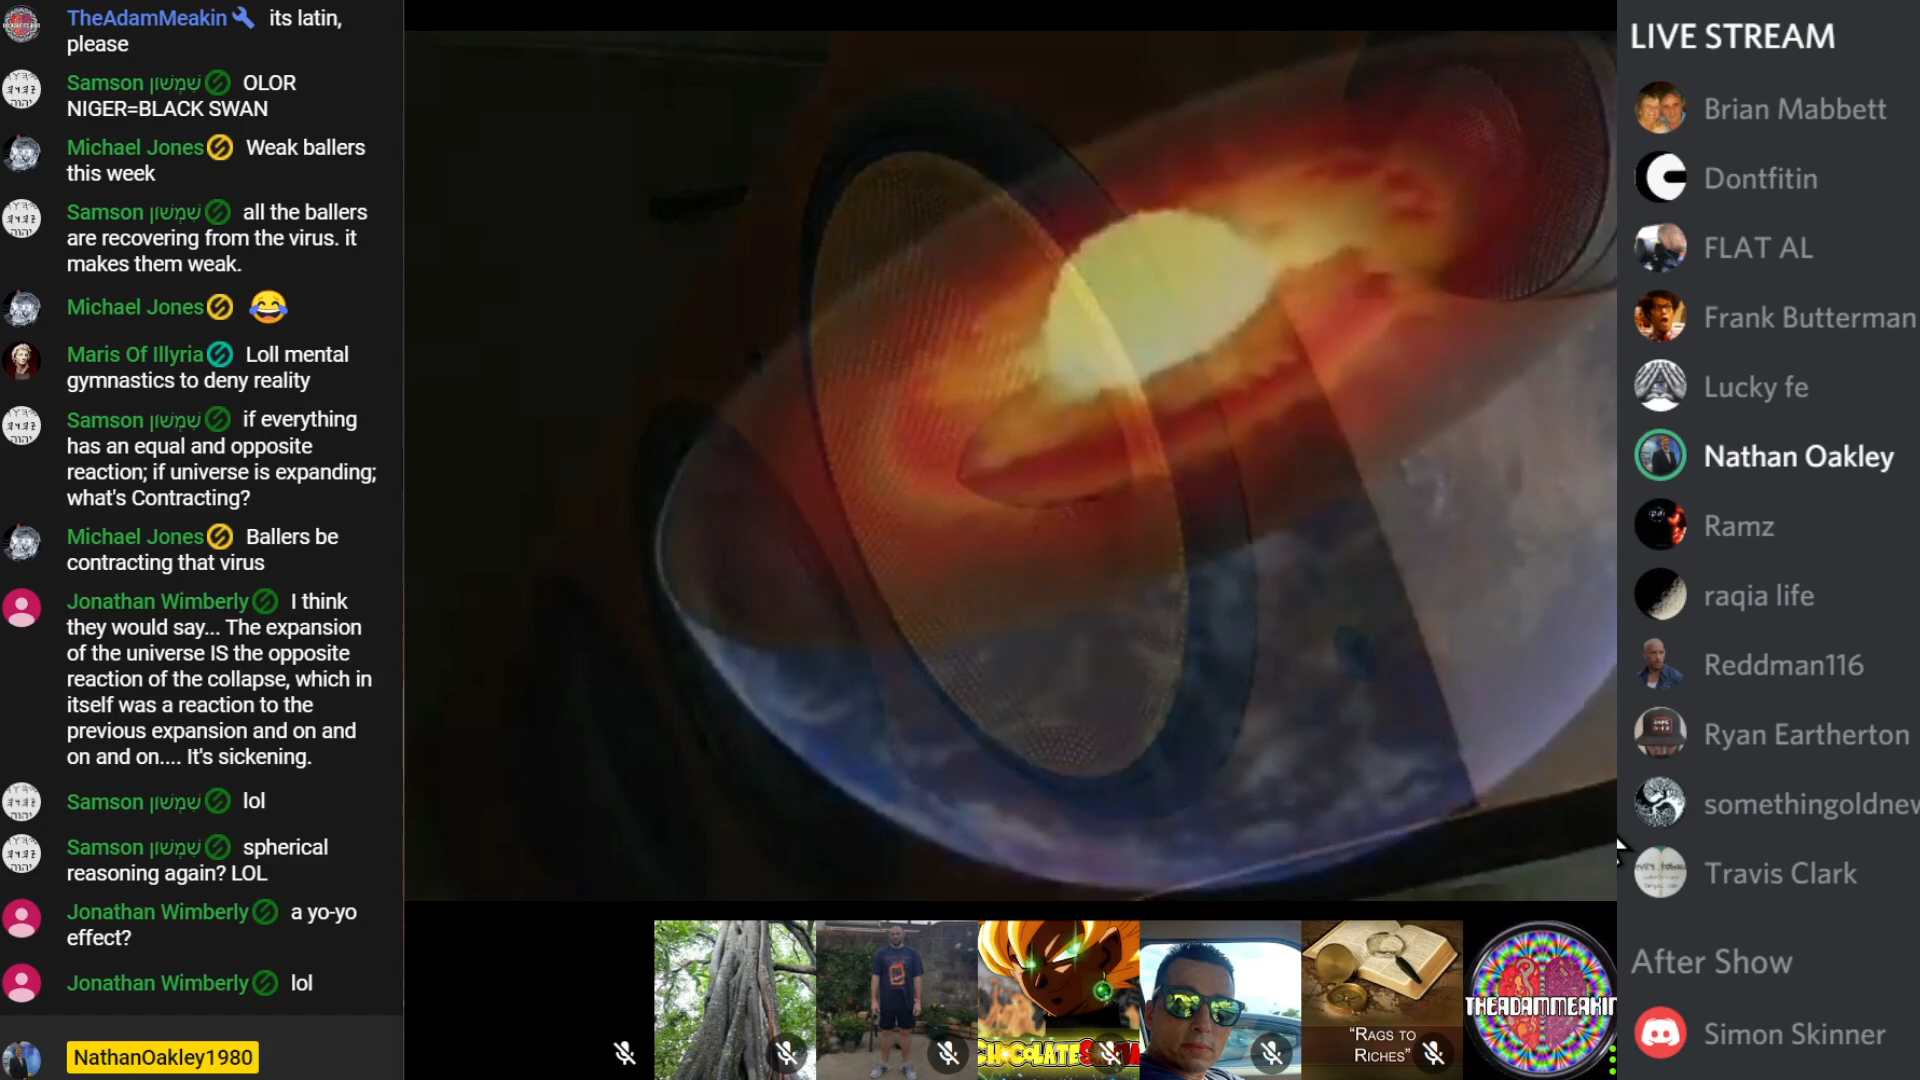 TheAdamMeakin its latin,
please
Samson שִׁמְשׁוֹן OLOR
NIGER=BLACK SWAN
Michael Jones Weak ballers
this week
Samson שִׁמְשׁוֹן all the ballers
are recovering from the virus. it
makes them weak.
Michael Jones 😂
Maris Of Illyria Loll mental
gymnastics to deny reality
Samson שִׁמְשׁוֹן if everything
has an equal and opposite
reaction; if universe is expanding;
what's Contracting?
Michael Jones Ballers be
contracting that virus
Jonathan Wimberly I think
they would say... The expansion
of the universe IS the opposite
reaction of the collapse, which in
itself was a reaction to the
previous expansion and on and
on and on.... It's sickening.
Samson שִׁמְשׁוֹן lol
Samson שִׁמְשׁוֹן spherical
reasoning again? LOL
Jonathan Wimberly a yo-yo
effect?
Jonathan Wimberly lol
NathanOakley1980
"RAGS TO
RICHES"
THEADAMMEAKIN
LIVE STREAM
Brian Mabbett
Dontfitin
FLAT AL
Frank Butterman
Lucky fe
Nathan Oakley
Ramz
raqia life
Reddman116
Ryan Eartherton
somethingoldnew
Travis Clark
After Show
Simon Skinner